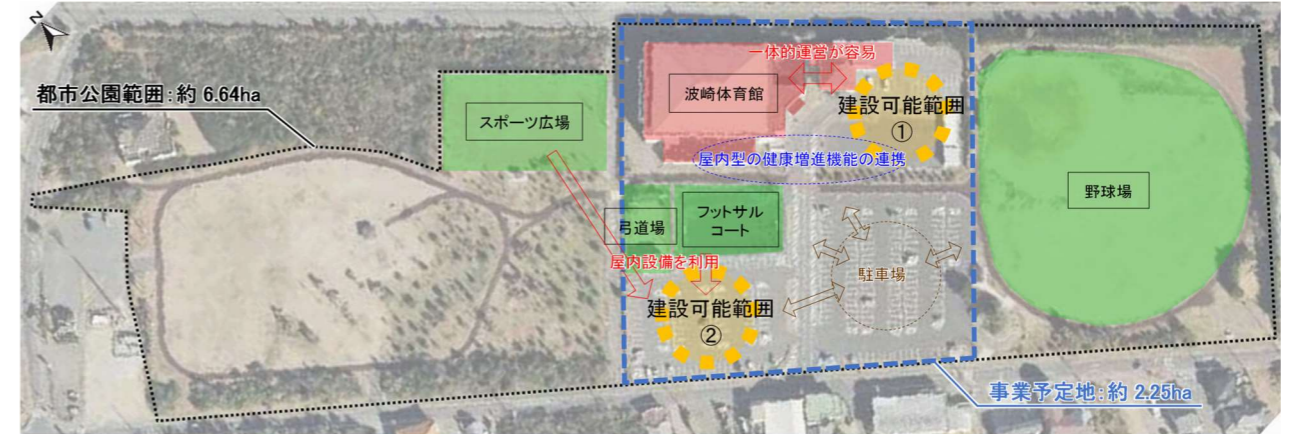 N
都市公園範囲：約 6.64ha
スポーツ広場
波崎体育館
一体的運営が容易
建設可能範囲
①
屋内型の健康増進機能の連携
野球場
弓道場
フットサル
コート
屋内設備を利用
駐車場
建設可能範囲
②
事業予定地：約 2.25ha